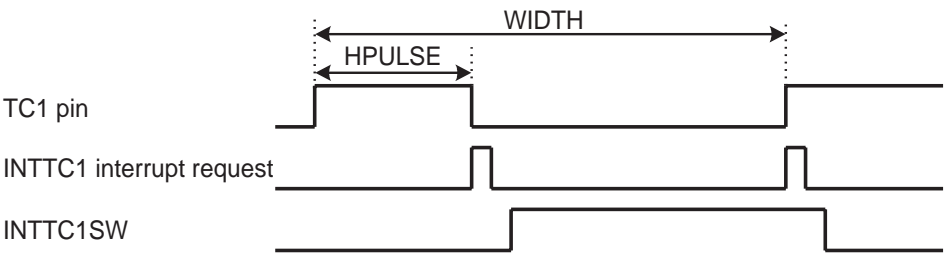 WIDTH
HPULSE
TC1 pin
INTTC1 interrupt request
INTTC1SW